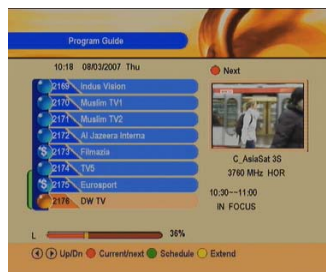 Program Guide
10:18 08/03/2007 Thu
Next
2169 Indus Vision
2170 Muslim TV1
2171 Muslim TV2
2172 Al Jazeera Interna
S 2173 Filmazia
2174 TV5
S 2175 Eurosport
2176 DW TV
C_AsiaSat 3S
3760 MHz HOR
10:30--11:00
IN FOCUS
L 36%
Up/Dn Current/next Schedule Extend